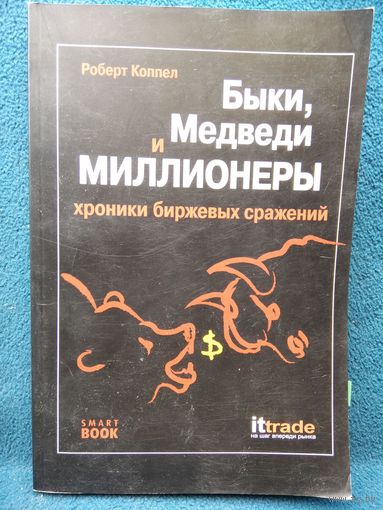 Роберт Коппел
Быки,
Медведи
и
МИЛЛИОНЕРЫ
хроники биржевых сражений
$
SMART
BOOK
ittrade
на шаг впереди рынка